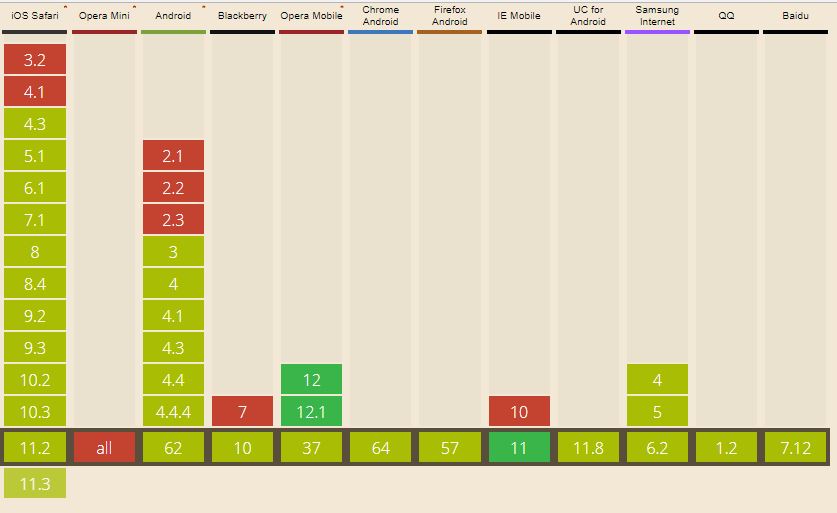 iOS Safari * Opera Mini * Android * Blackberry Opera Mobile * Chrome Android Firefox Android IE Mobile UC for Android Samsung Internet QQ Baidu
3.2
4.1
4.3
5.1 2.1
6.1 2.2
7.1 2.3
8 3
8.4 4
9.2 4.1
9.3 4.3
10.2 4.4 12 4
10.3 4.4.4 7 12.1 10 5
11.2 all 62 10 37 64 57 11 11.8 6.2 1.2 7.12
11.3